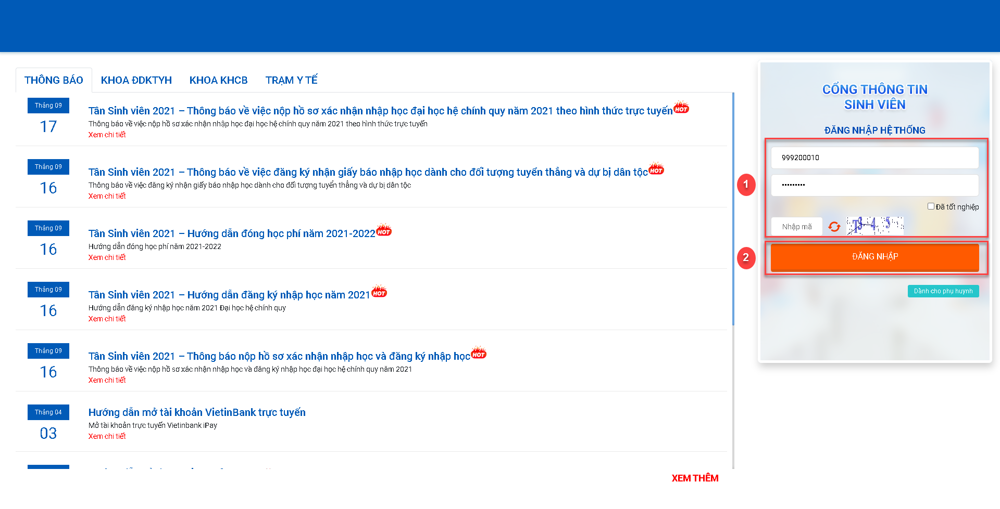 THÔNG BÁO
KHOA ĐDKTYH
KHOA KHCB
TRẠM Y TẾ
Tháng 09
17
Tân Sinh viên 2021 – Thông báo về việc nộp hồ sơ xác nhận nhập học đại học hệ chính quy năm 2021 theo hình thức trực tuyến HOT
Thông báo về việc nộp hồ sơ xác nhận nhập học đại học hệ chính quy năm 2021 theo hình thức trực tuyến
Xem chi tiết
Tháng 09
16
Tân Sinh viên 2021 – Thông báo về việc đăng ký nhận giấy báo nhập học dành cho đối tượng tuyển thẳng và dự bị dân tộc HOT
Thông báo về việc đăng ký nhận giấy báo nhập học dành cho đối tượng tuyển thẳng và dự bị dân tộc
Xem chi tiết
Tháng 09
16
Tân Sinh viên 2021 – Hướng dẫn đóng học phí năm 2021-2022 HOT
Hướng dẫn đóng học phí năm 2021-2022
Xem chi tiết
Tháng 09
16
Tân Sinh viên 2021 – Hướng dẫn đăng ký nhập học năm 2021 HOT
Hướng dẫn đăng ký nhập học năm 2021 Đại học hệ chính quy
Xem chi tiết
Tháng 09
16
Tân Sinh viên 2021 – Thông báo nộp hồ sơ xác nhận nhập học và đăng ký nhập học HOT
Thông báo về việc nộp hồ sơ xác nhận nhập học và đăng ký nhập học đại học hệ chính quy năm 2021
Xem chi tiết
Tháng 04
03
Hướng dẫn mở tài khoản VietinBank trực tuyến
Mở tài khoản trực tuyến Vietinbank iPay
Xem chi tiết
XEM THÊM
CỔNG THÔNG TIN
SINH VIÊN
ĐĂNG NHẬP HỆ THỐNG
999200010
•••••••••
1
Đã tốt nghiệp
Nhập mã
T345
2
ĐĂNG NHẬP
Dành cho phụ huynh